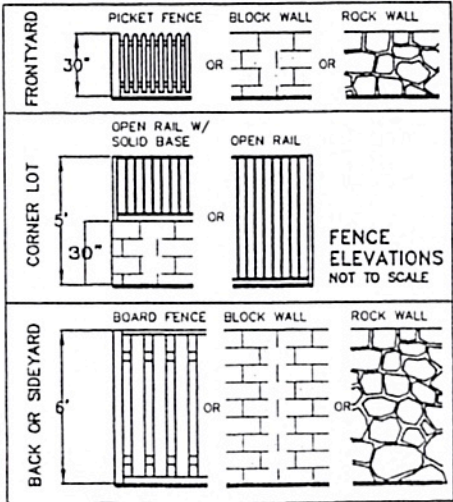 FRONTYARD
PICKET FENCE
BLOCK WALL
ROCK WALL
30"
OR
OR
CORNER LOT
OPEN RAIL W/
SOLID BASE
OPEN RAIL
5'
30"
OR
FENCE
ELEVATIONS
NOT TO SCALE
BACK OR SIDEYARD
BOARD FENCE
BLOCK WALL
ROCK WALL
6'
OR
OR